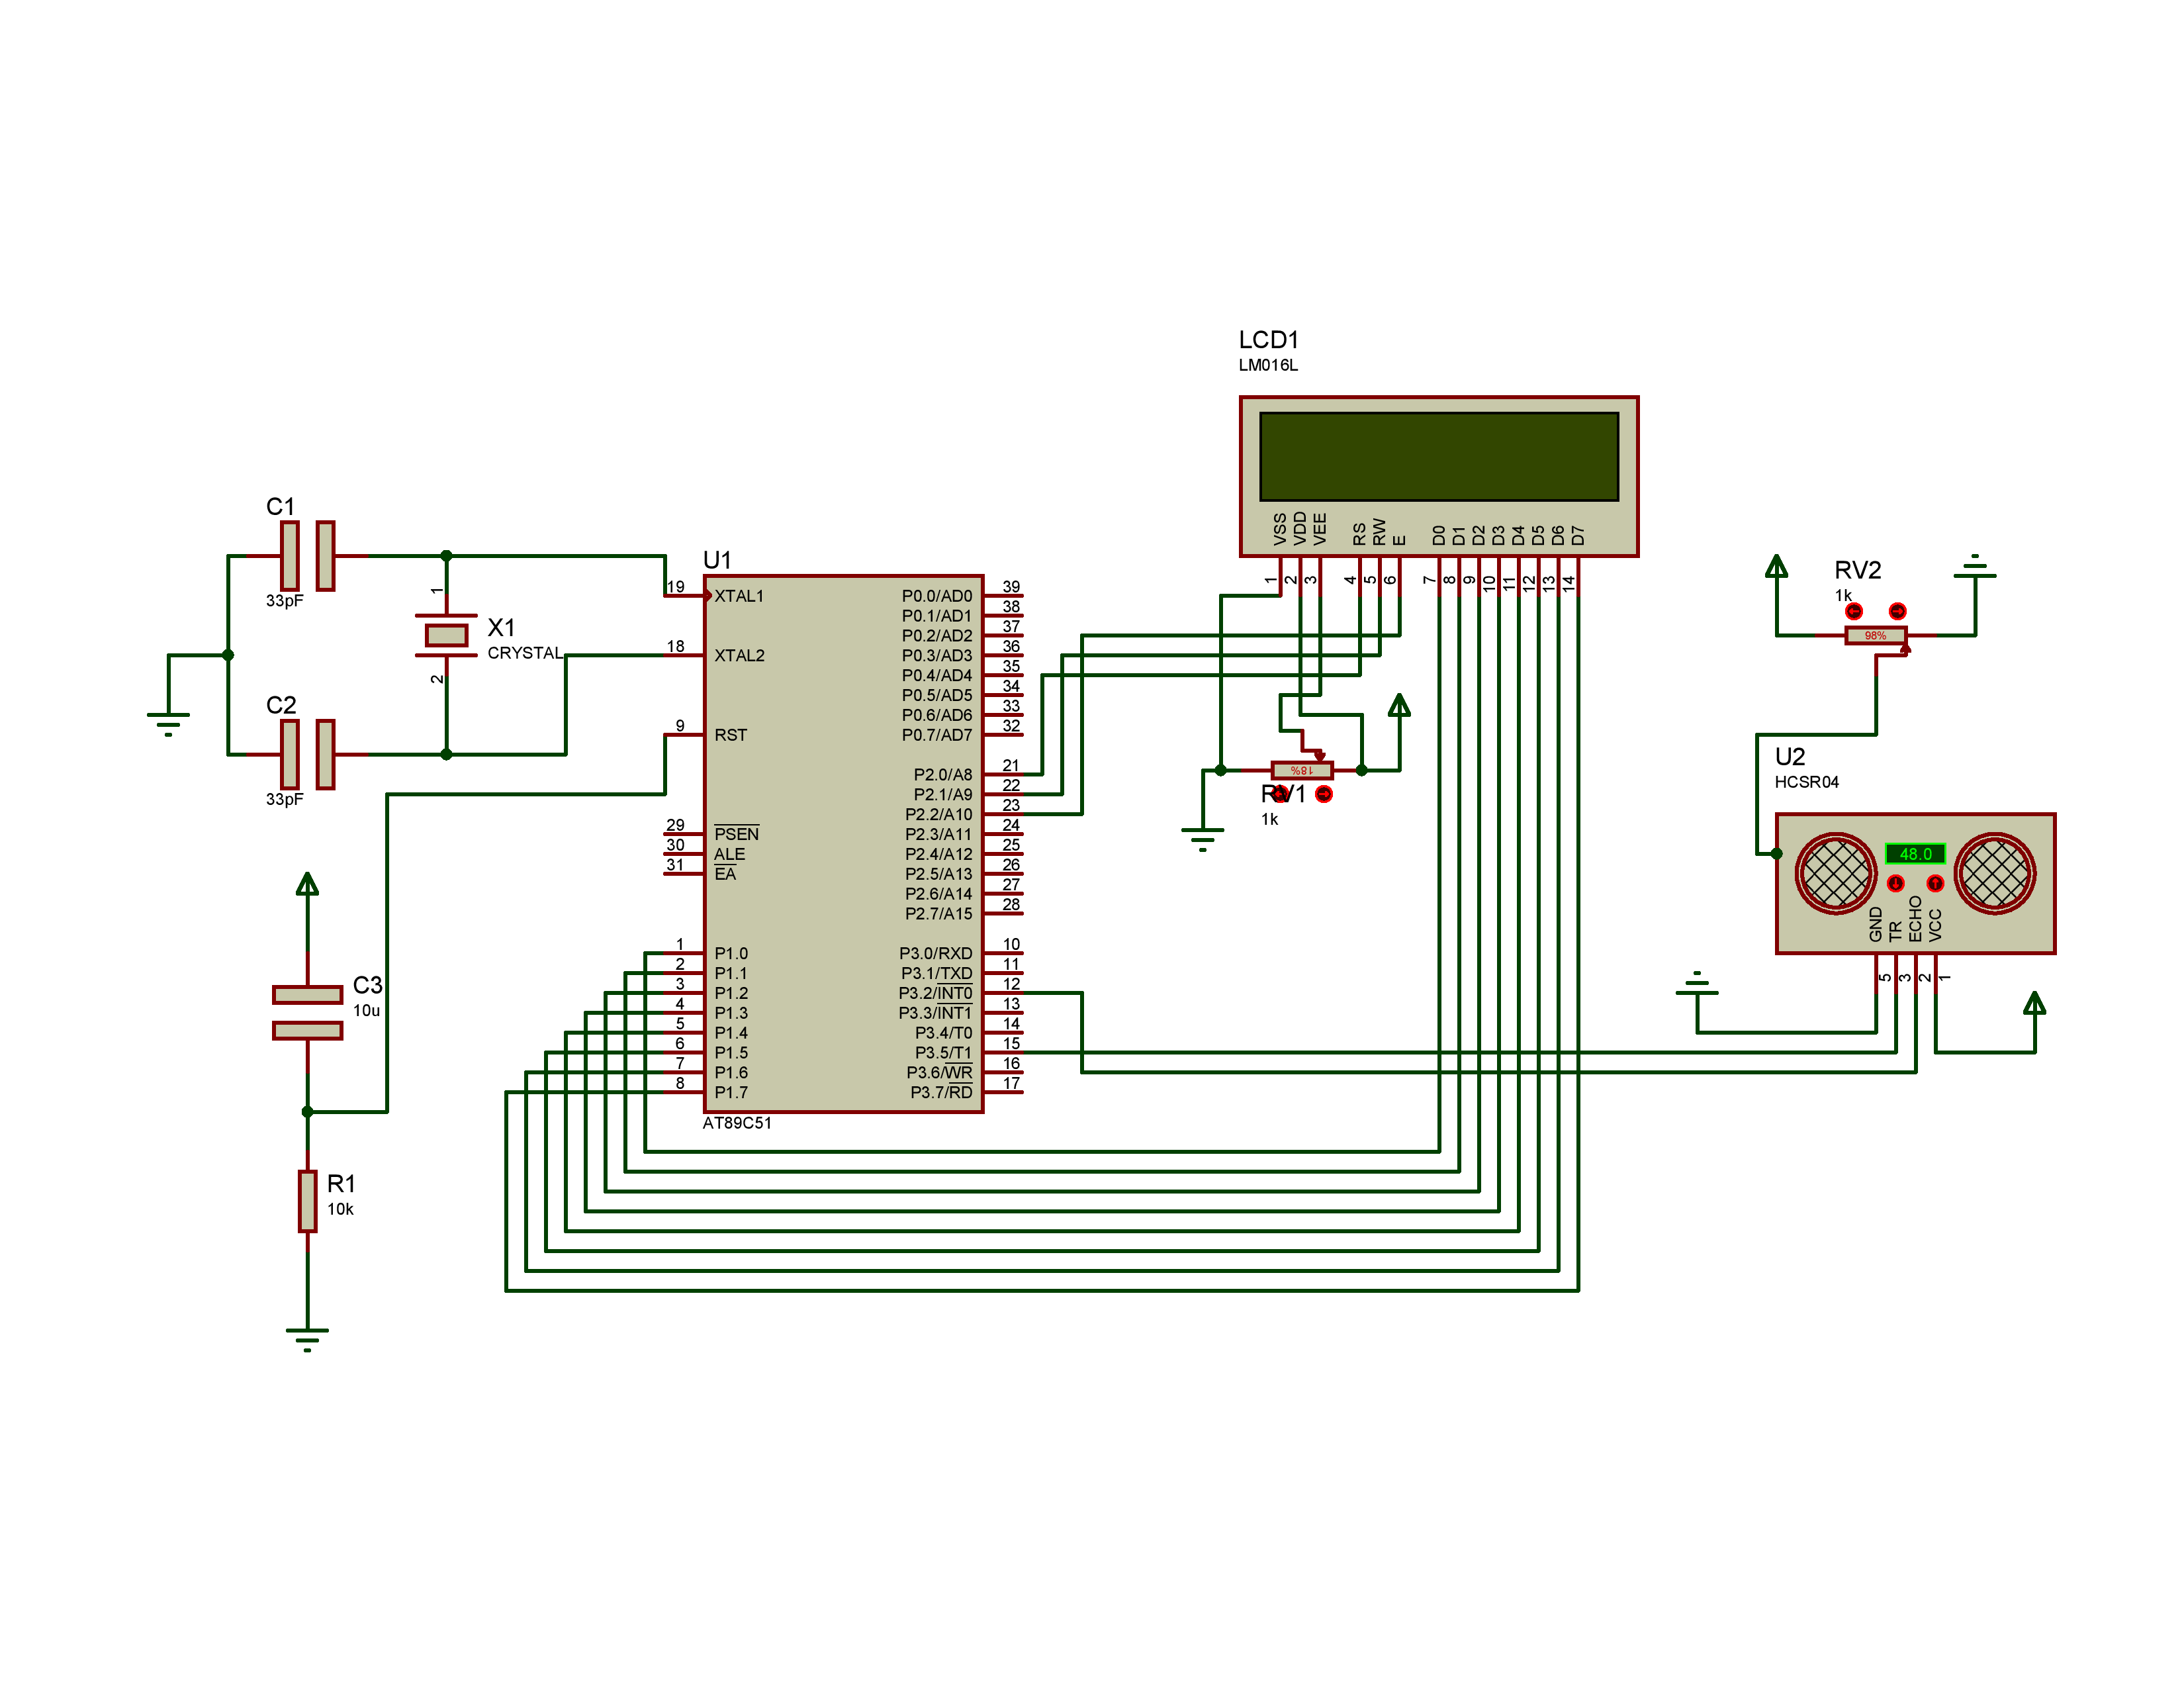 LCD1
LM016L
VSS
VDD
VEE
RS
RW
E
D0
D1
D2
D3
D4
D5
D6
D7
1
2
3
4
5
6
7
8
9
10
11
12
13
14
C1
33pF
1
X1
CRYSTAL
2
C2
33pF
U1
19 XTAL1 P0.0/AD0 39
P0.1/AD1 38
P0.2/AD2 37
18 XTAL2 P0.3/AD3 36
P0.4/AD4 35
P0.5/AD5 34
P0.6/AD6 33
9 RST P0.7/AD7 32
P2.0/A8 21
P2.1/A9 22
P2.2/A10 23
29 PSEN P2.3/A11 24
30 ALE P2.4/A12 25
31 EA P2.5/A13 26
P2.6/A14 27
P2.7/A15 28
1 P1.0 P3.0/RXD 10
2 P1.1 P3.1/TXD 11
3 P1.2 P3.2/INT0 12
4 P1.3 P3.3/INT1 13
5 P1.4 P3.4/T0 14
6 P1.5 P3.5/T1 15
7 P1.6 P3.6/WR 16
8 P1.7 P3.7/RD 17
AT89C51
C3
10u
R1
10k
18%
RV1
1k
RV2
1k
98%
U2
HCSR04
48.0
GND
TR
ECHO
VCC
5
3
2
1